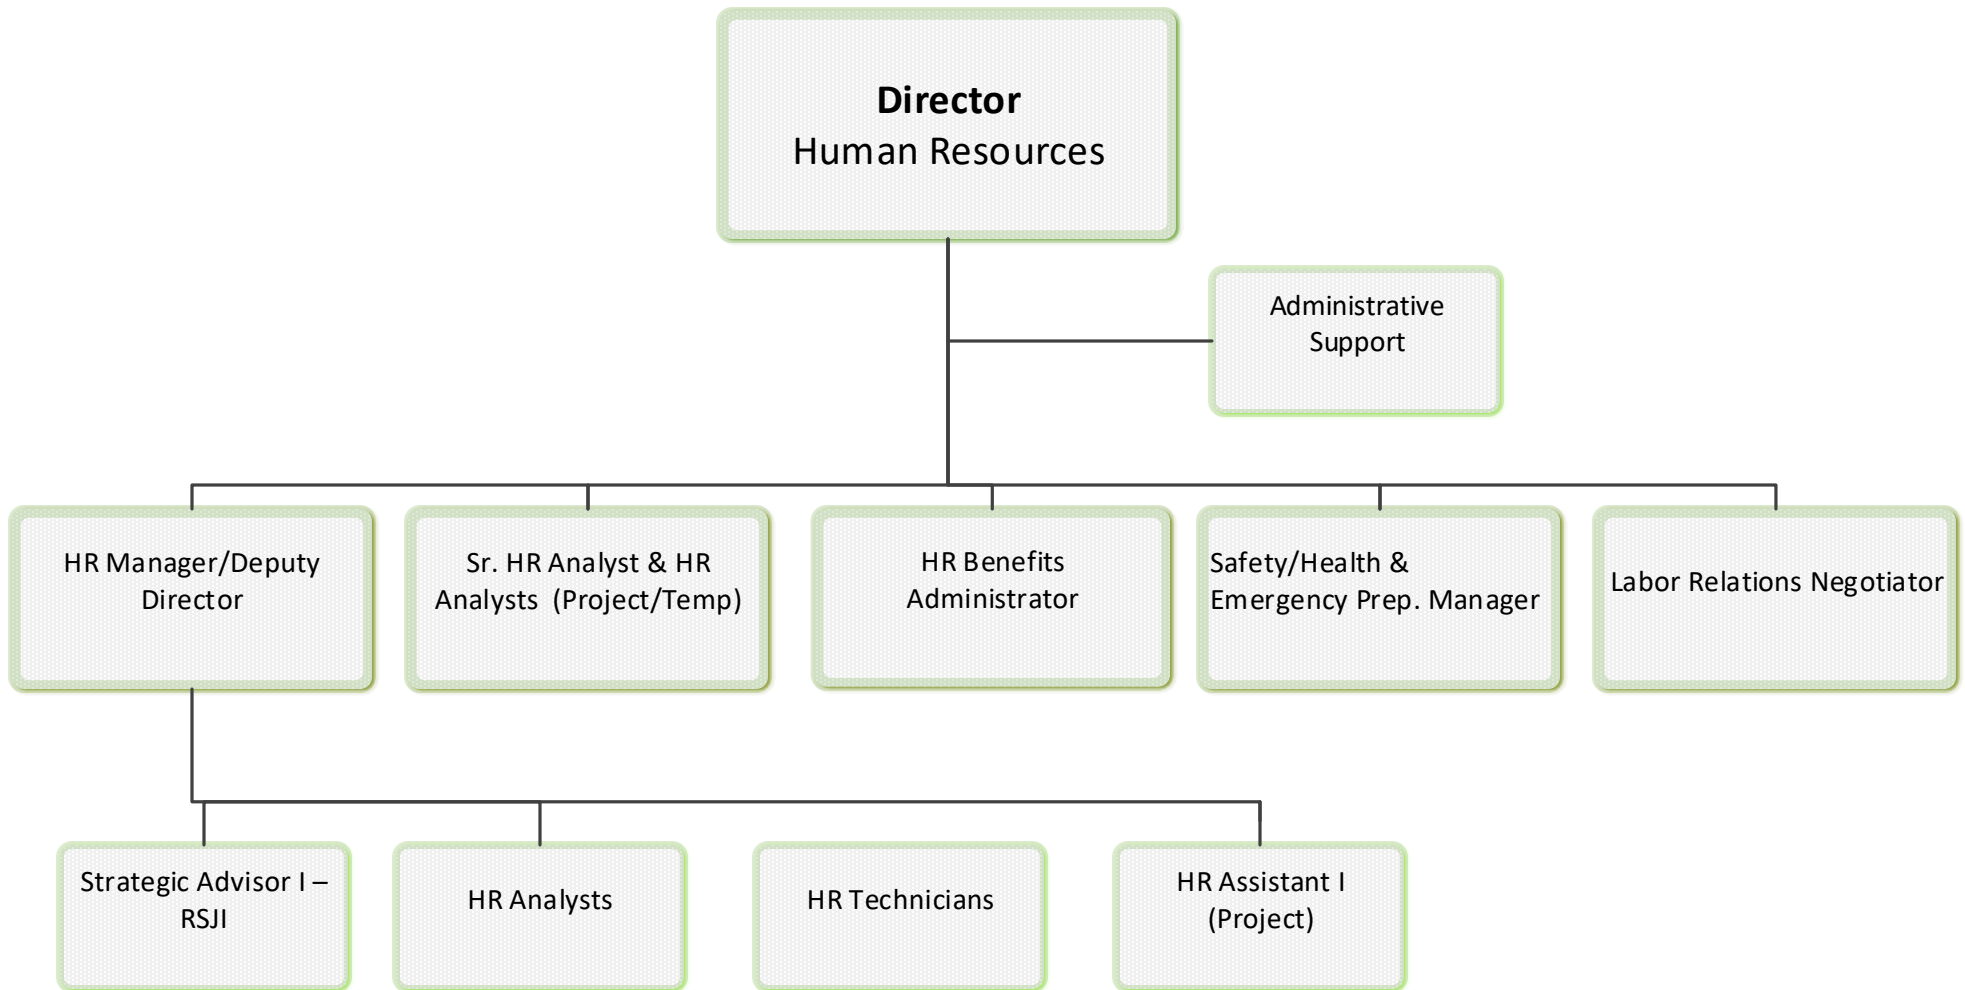 Director
Human Resources
Administrative
Support
HR Manager/Deputy
Director
Sr. HR Analyst & HR
Analysts (Project/Temp)
HR Benefits
Administrator
Safety/Health &
Emergency Prep. Manager
Labor Relations Negotiator
Strategic Advisor I –
RSJI
HR Analysts
HR Technicians
HR Assistant I
(Project)